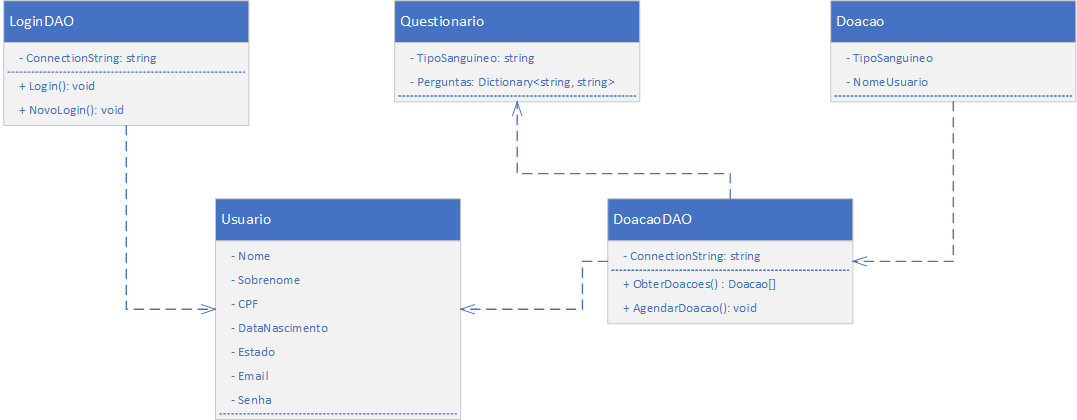 LoginDAO
- ConnectionString: string
+ Login(): void
+ NovoLogin(): void
Questionario
- TipoSanguineo: string
- Perguntas: Dictionary<string, string>
Doacao
- TipoSanguineo
- NomeUsuario
Usuario
- Nome
- Sobrenome
- CPF
- DataNascimento
- Estado
- Email
- Senha
DoacaoDAO
- ConnectionString: string
+ ObterDoacoes() : Doacao[]
+ AgendarDoacao(): void